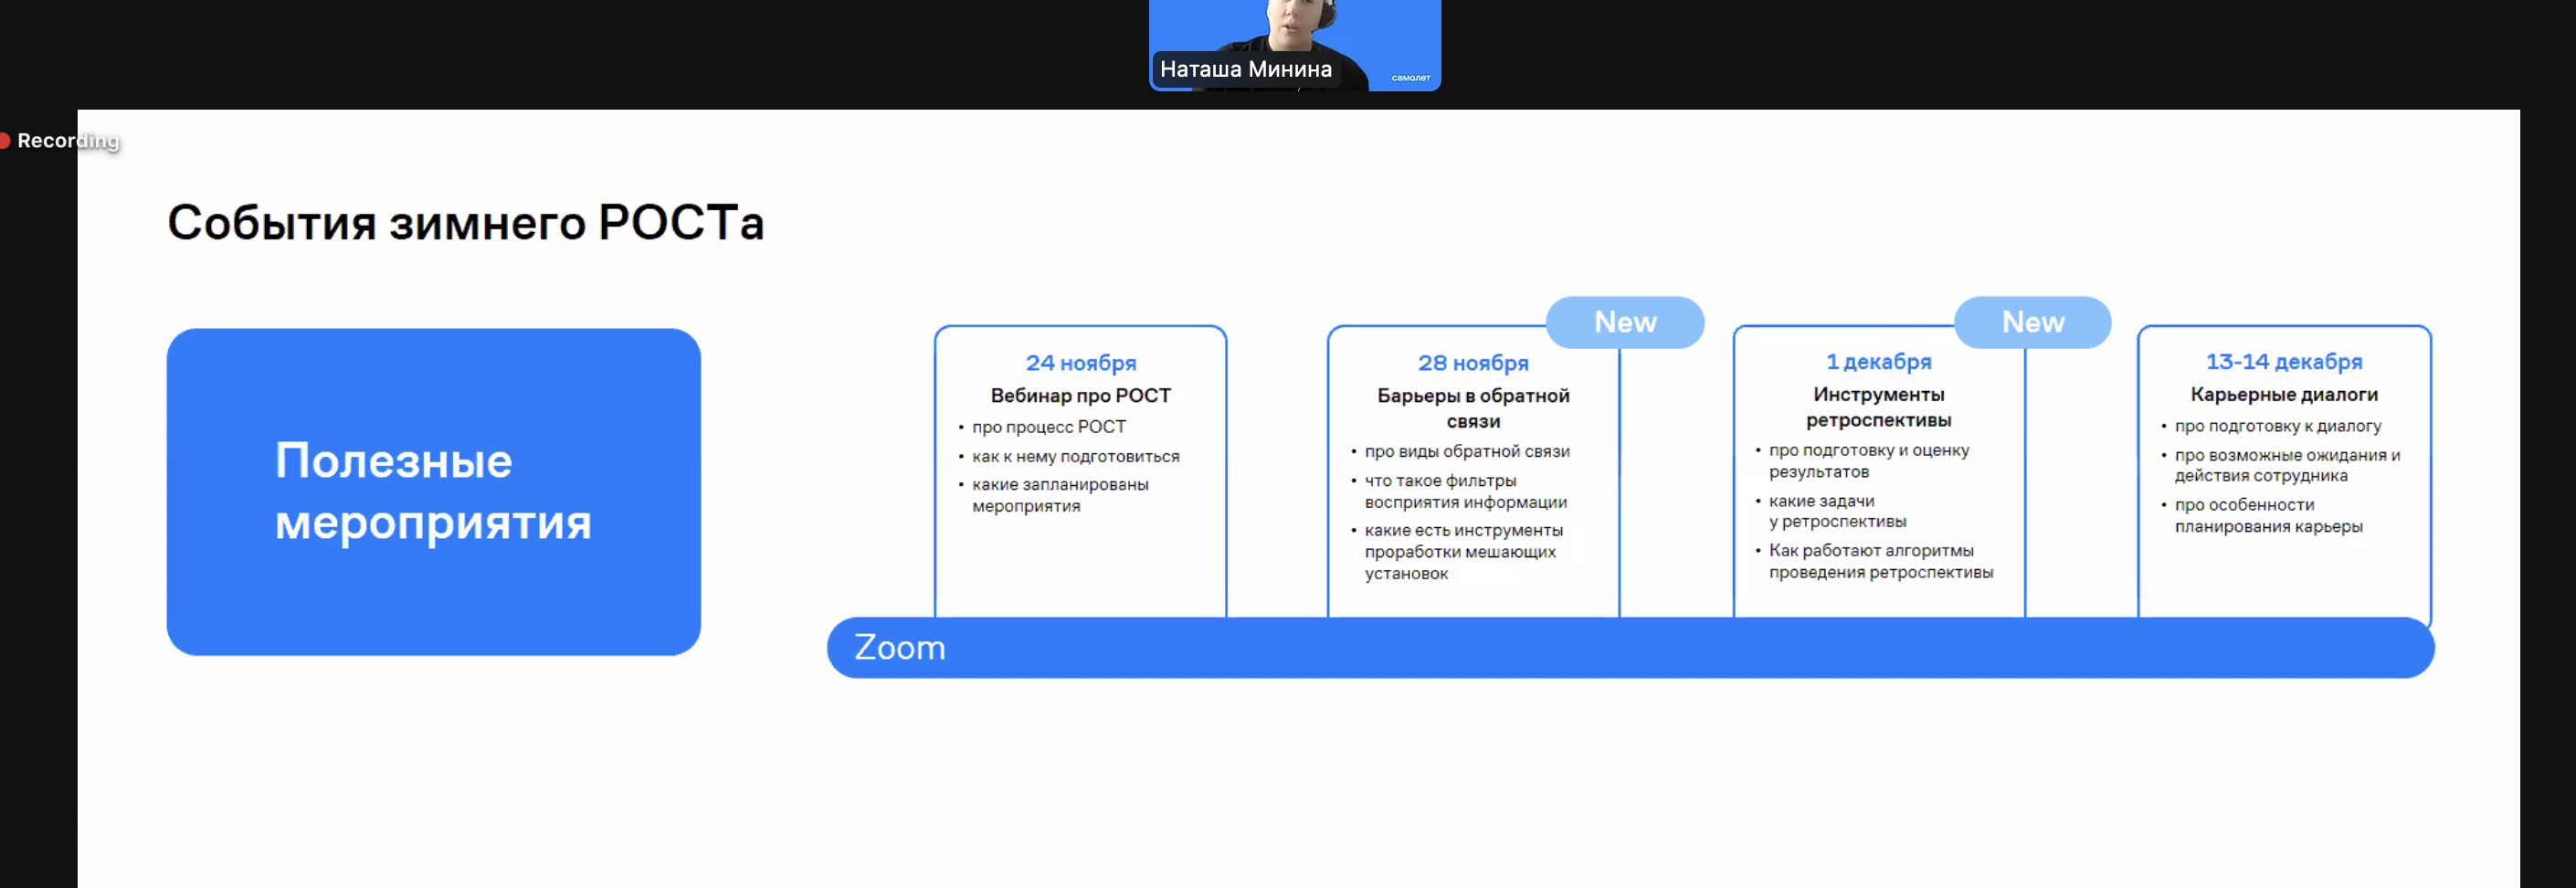 Наташа Минина
самолет
Recording
События зимнего РОСТа
Полезные
мероприятия
24 ноября
Вебинар про РОСТ
• про процесс РОСТ
• как к нему подготовиться
• какие запланированы
мероприятия
New
28 ноября
Барьеры в обратной
связи
• про виды обратной связи
• что такое фильтры
восприятия информации
• какие есть инструменты
проработки мешающих
установок
New
1 декабря
Инструменты
ретроспективы
• про подготовку и оценку
результатов
• какие задачи
у ретроспективы
• Как работают алгоритмы
проведения ретроспективы
13-14 декабря
Карьерные диалоги
• про подготовку к диалогу
• про возможные ожидания и
действия сотрудника
• про особенности
планирования карьеры
Zoom